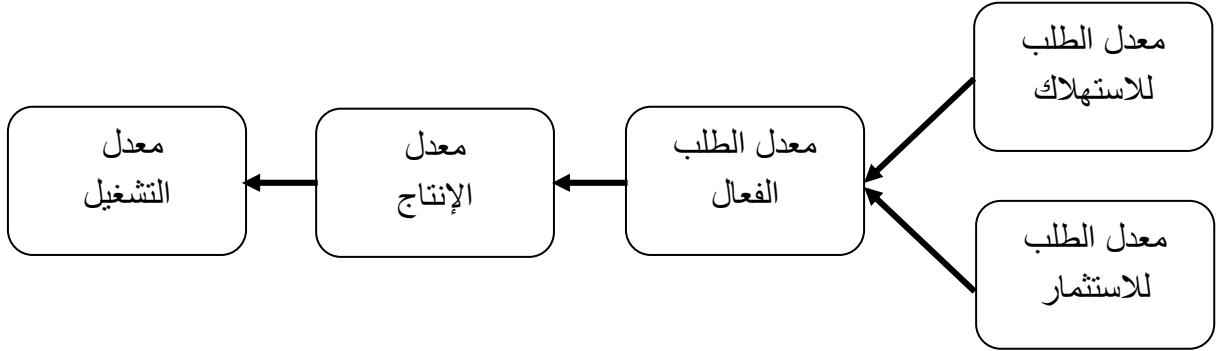 معدل الطلب
للاستهلاك
معدل الطلب
للاستثمار
معدل الطلب
الفعال
معدل
الإنتاج
معدل
التشغيل